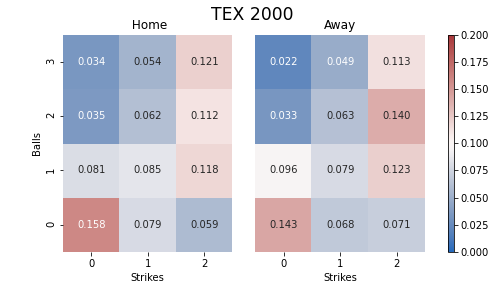 TEX 2000
Home Away
3 0.034 0.054 0.121 0.022 0.049 0.113 0.200
0.175
2 0.035 0.062 0.112 0.033 0.063 0.140 0.150
0.125
Balls
0.100
1 0.081 0.085 0.118 0.096 0.079 0.123 0.075
0.050
0 0.158 0.079 0.059 0.143 0.068 0.071 0.025
0.000
0 1 2 0 1 2
Strikes Strikes